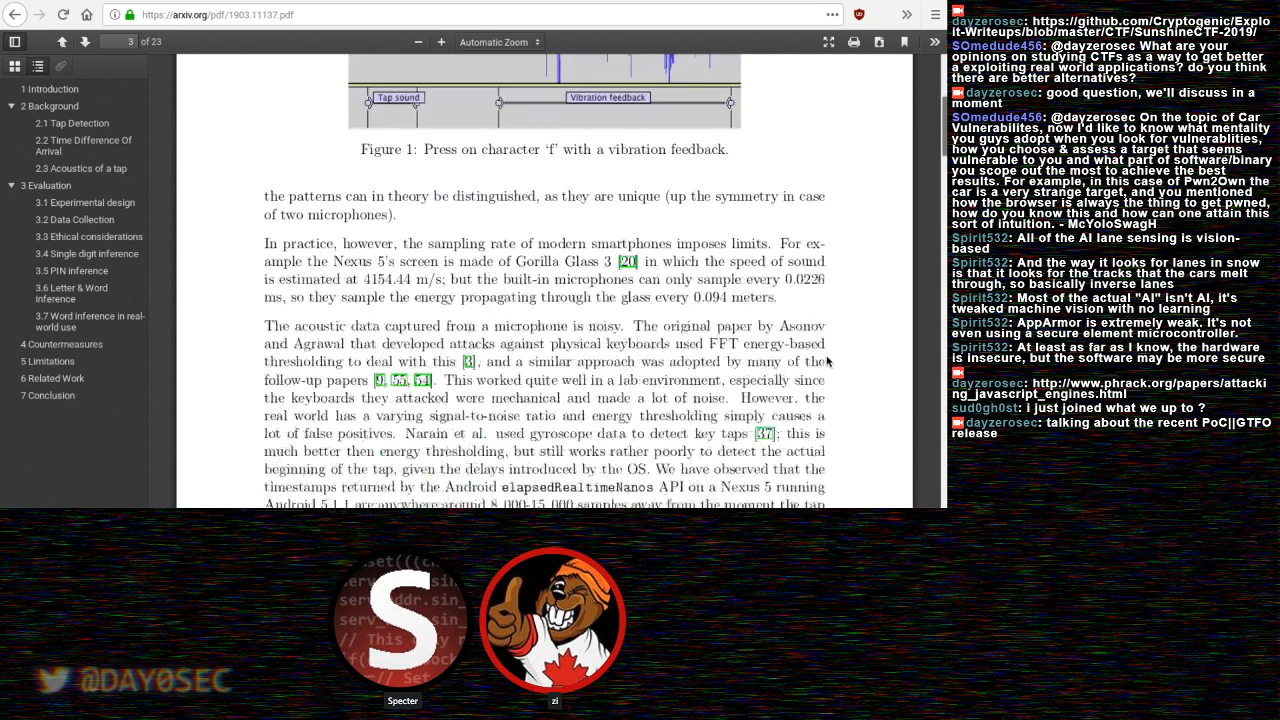 https://arxiv.org/pdf/1903.11137.pdf
3 of 23
Automatic Zoom
1 Introduction
2 Background
2.1 Tap Detection
2.2 Time Difference Of
Arrival
2.3 Acoustics of a tap
3 Evaluation
3.1 Experimental design
3.2 Data Collection
3.3 Ethical considerations
3.4 Single digit inference
3.5 PIN inference
3.6 Letter & Word
inference
3.7 Word inference in real-
world use
4 Countermeasures
5 Limitations
6 Related Work
7 Conclusion
Tap sound
Vibration feedback
Figure 1: Press on character ‘f’ with a vibration feedback.
the patterns can in theory be distinguished, as they are unique (up the symmetry in case
of two microphones).
In practice, however, the sampling rate of modern smartphones imposes limits. For ex-
ample the Nexus 5's screen is made of Gorilla Glass 3 [20] in which the speed of sound
is estimated at 4154.44 m/s; but the built-in microphones can only sample every 0.0226
ms, so they sample the energy propagating through the glass every 0.094 meters.
The acoustic data captured from a microphone is noisy. The original paper by Asonov
and Agrawal that developed attacks against physical keyboards used FFT energy-based
thresholding to deal with this [3], and a similar approach was adopted by many of the
follow-up papers [9, 55, 54]. This worked quite well in a lab environment, especially since
the keyboards they attacked were mechanical and made a lot of noise. However, the
real world has a varying signal-to-noise ratio and energy thresholding simply causes a
lot of false positives. Narain et al. used gyroscope data to detect key taps [37]; this is
much better then energy thresholding, but still works rather poorly to detect the actual
beginning of the tap, given the delays introduced by the OS. We have observed that the
timestamps returned by the Android elapsedRealtimeNanos API on a Nexus 5 running
Android 5.1.1 are anywhere around 8 000-15 000 samples away from the moment the tap
dayzerosec: https://github.com/Cryptogenic/Explo
it-Writeups/blob/master/CTF/SunshineCTF-2019/
SOmedude456: @dayzerosec What are your
opinions on studying CTFs as a way to get better
a exploiting real world applications? do you think
there are better alternatives?
dayzerosec: good question, we'll discuss in a
moment
SOmedude456: @dayzerosec On the topic of Car
Vulnerabilites, now I'd like to know what mentality
you guys adopt when you look for vulnerabilities,
how you choose & assess a target that seems
vulnerable to you and what part of software/binary
you scope out the most to achieve the best
results. For example, in this case of Pwn2Own the
car is a very strange target, and you mentioned
how the browser is always the thing to get pwned,
how do you know this and how can one attain this
sort of intuition. - McYoloSwagH
Spirit532: All of the AI lane sensing is vision-
based
Spirit532: And the way it looks for lanes in snow
is that it looks for the tracks that the cars melt
through, so basically inverse lanes
Spirit532: Most of the actual "AI" isn't AI, it's
tweaked machine vision with no learning
Spirit532: AppArmor is extremely weak. It's not
even using a secure element microcontroller.
Spirit532: At least as far as I know, the hardware
is insecure, but the software may be more secure
dayzerosec: http://www.phrack.org/papers/attacki
ng_javascript_engines.html
sud0gh0st: i just joined what we up to ?
dayzerosec: talking about the recent PoC||GTFO
release
S
Specter
zi
@DAY0SEC